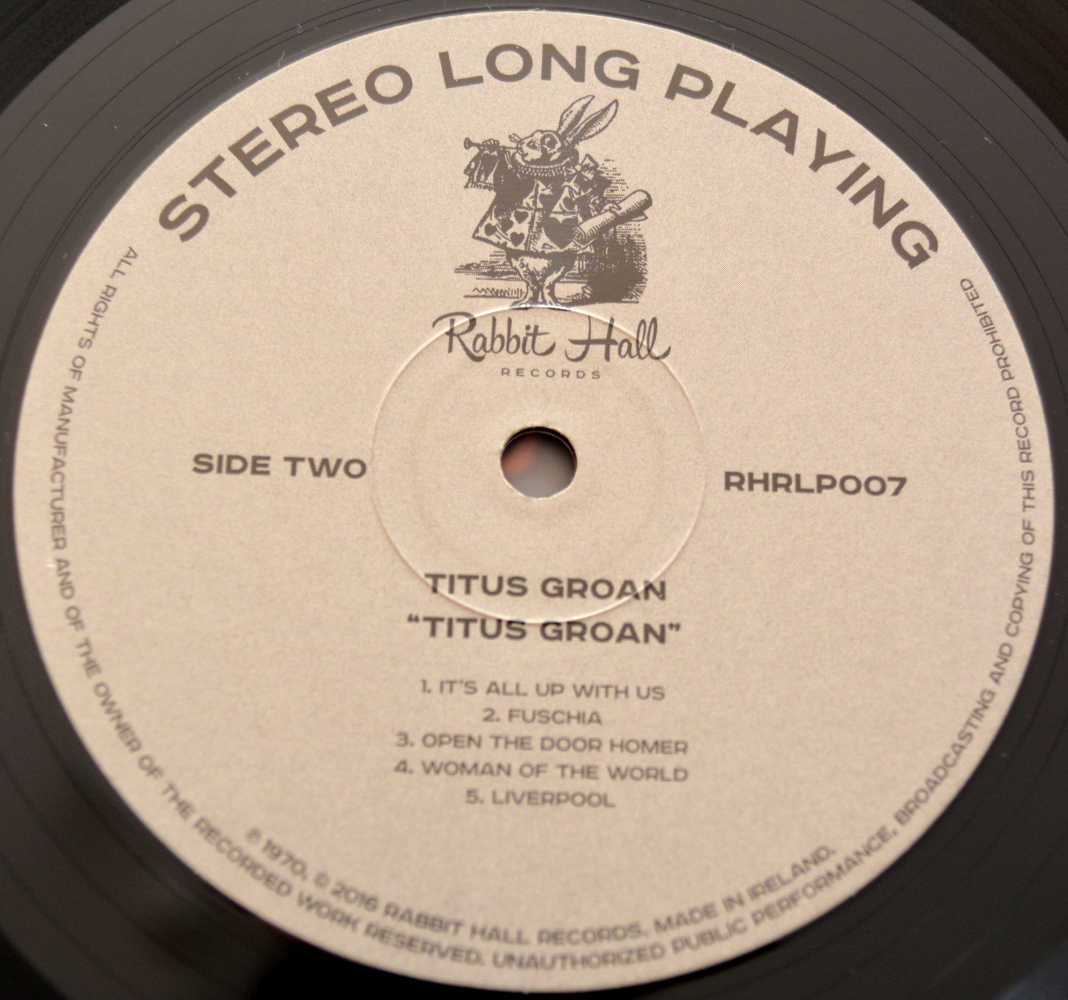 STEREO LONG PLAYING
Rabbit Hall
RECORDS
SIDE TWO
RHRLP007
TITUS GROAN
“TITUS GROAN”
1. IT'S ALL UP WITH US
2. FUSCHIA
3. OPEN THE DOOR HOMER
4. WOMAN OF THE WORLD
5. LIVERPOOL
℗ 1970, © 2016 RABBIT HALL RECORDS. MADE IN IRELAND.
ALL RIGHTS OF MANUFACTURER AND OF THE OWNER OF THE RECORDED WORK RESERVED. UNAUTHORIZED PUBLIC PERFORMANCE, BROADCASTING AND COPYING OF THIS RECORD PROHIBITED